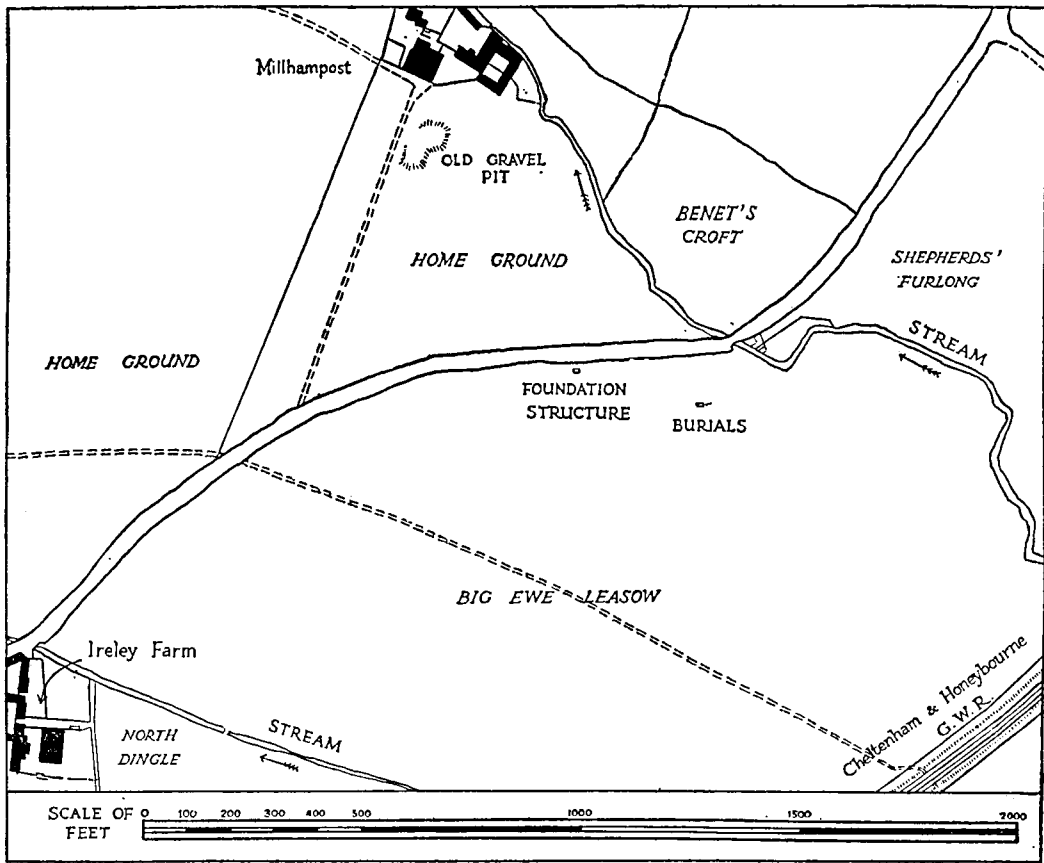 Millhampost
OLD GRAVEL
PIT
BENET'S
CROFT
HOME GROUND
SHEPHERDS'
FURLONG
STREAM
HOME GROUND
FOUNDATION
STRUCTURE
BURIALS
BIG EWE LEASOW
Ireley Farm
Cheltenham & Honeybourne
G.W.R.
NORTH
DINGLE
STREAM
SCALE OF
FEET
0 100 200 300 400 500 1000 1500 2000